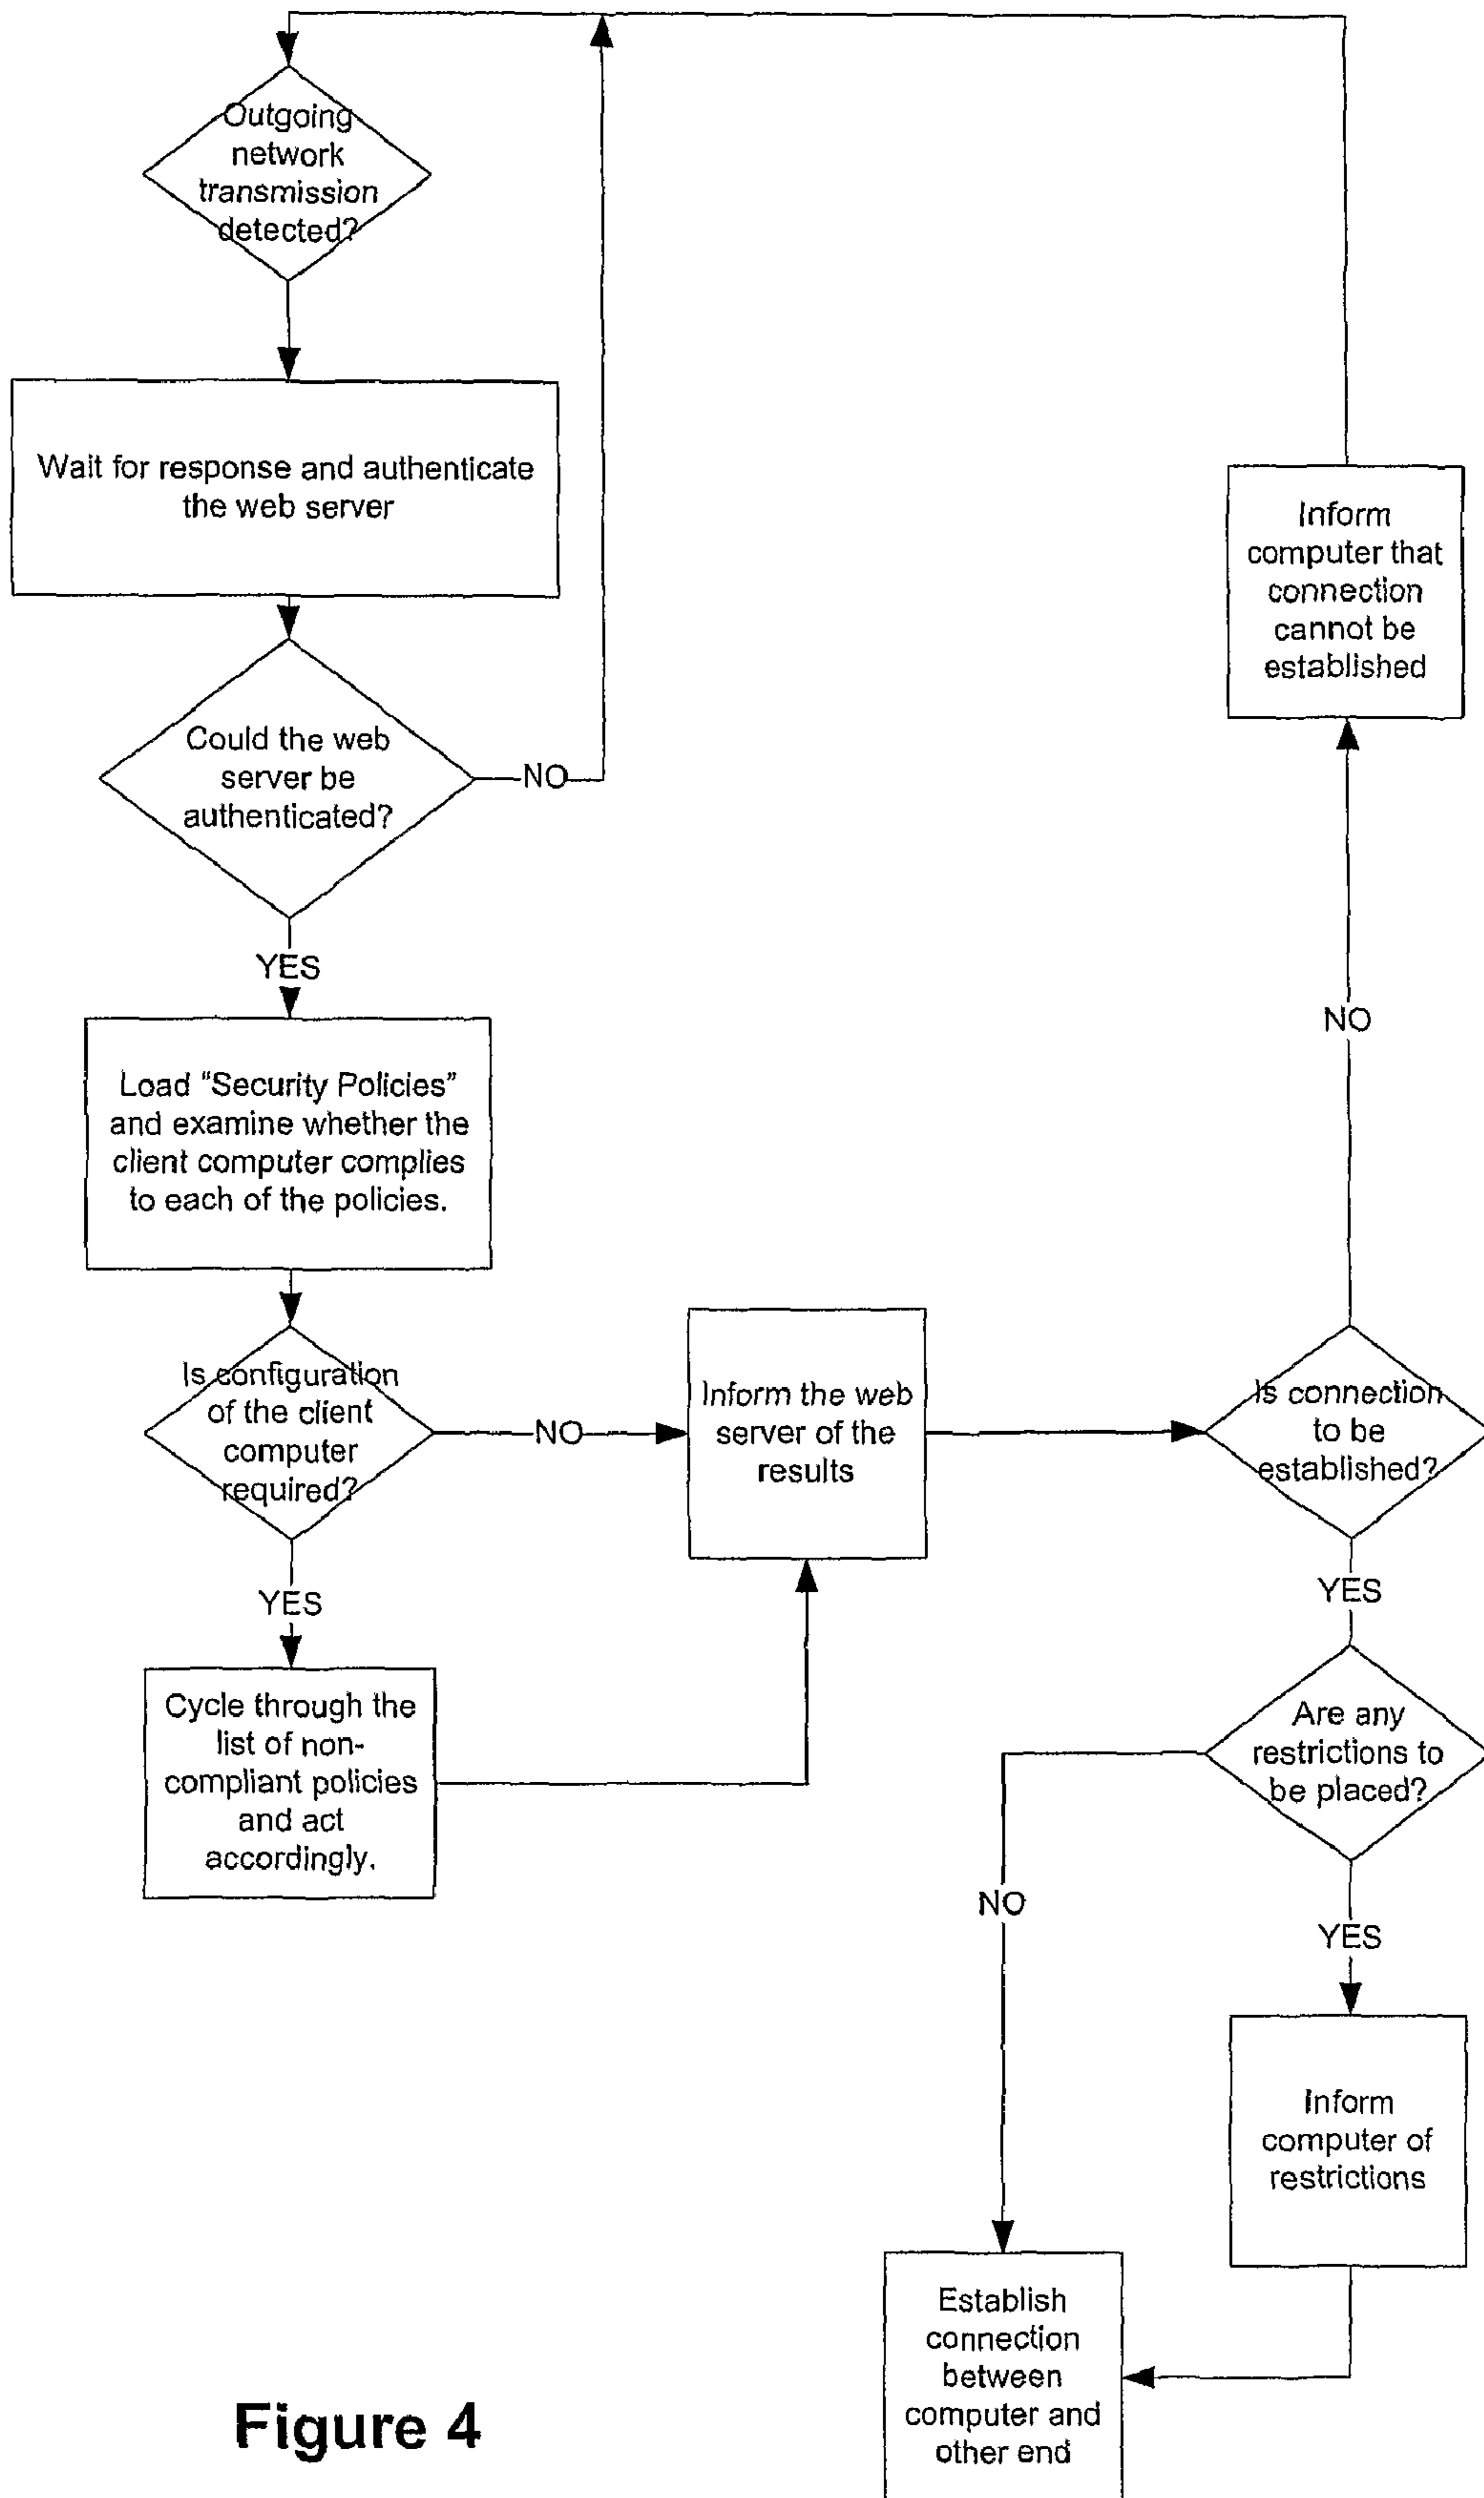 Outgoing
network
transmission
detected?
Wait for response and authenticate
the web server
Could the web
server be
authenticated?
NO
YES
Load "Security Policies"
and examine whether the
client computer complies
to each of the policies.
Is configuration
of the client
computer
required?
NO
YES
Cycle through the
list of non-
compliant policies
and act
accordingly.
Inform the web
server of the
results
Is connection
to be
established?
NO
Inform
computer that
connection
cannot be
established
YES
Are any
restrictions to
be placed?
NO
YES
Inform
computer of
restrictions
Establish
connection
between
computer and
other end
Figure 4